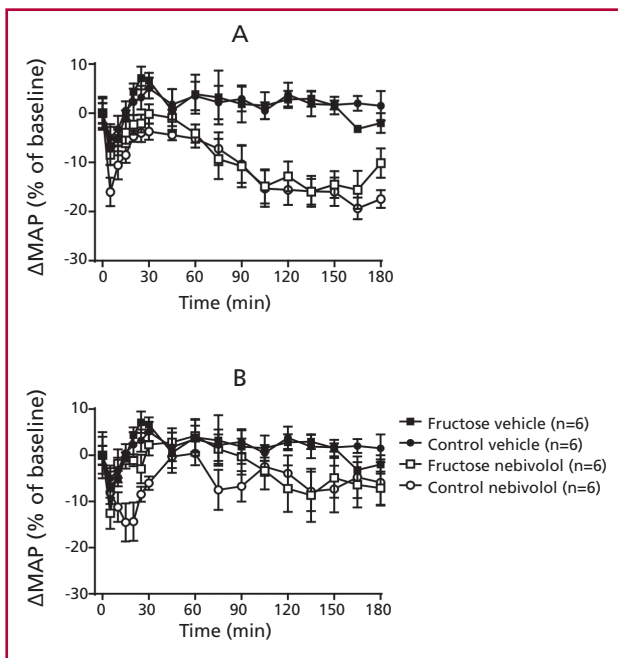 A
10
0
-10
-20
-30
ΔMAP (% of baseline)
0 30 60 90 120 150 180
Time (min)
B
10
0
-10
-20
-30
ΔMAP (% of baseline)
0 30 60 90 120 150 180
Time (min)
Fructose vehicle (n=6)
Control vehicle (n=6)
Fructose nebivolol (n=6)
Control nebivolol (n=6)